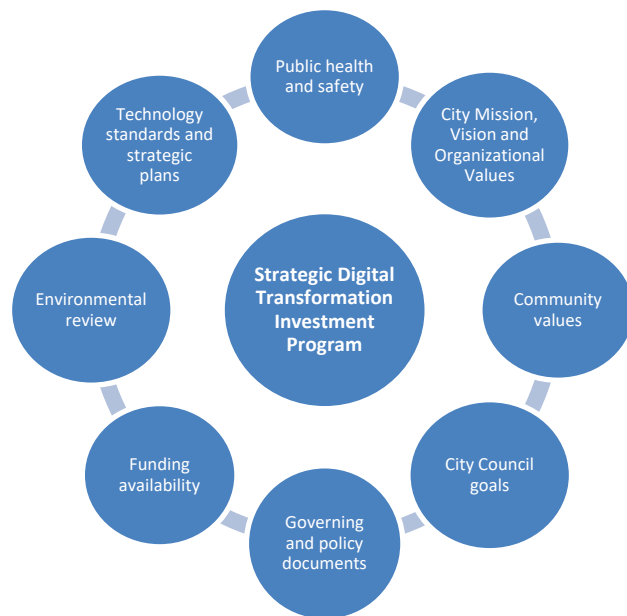 Public health
and safety
City Mission,
Vision and
Organizational
Values
Community
values
City Council
goals
Governing
and policy
documents
Funding
availability
Environmental
review
Technology
standards and
strategic
plans
Strategic Digital
Transformation
Investment
Program